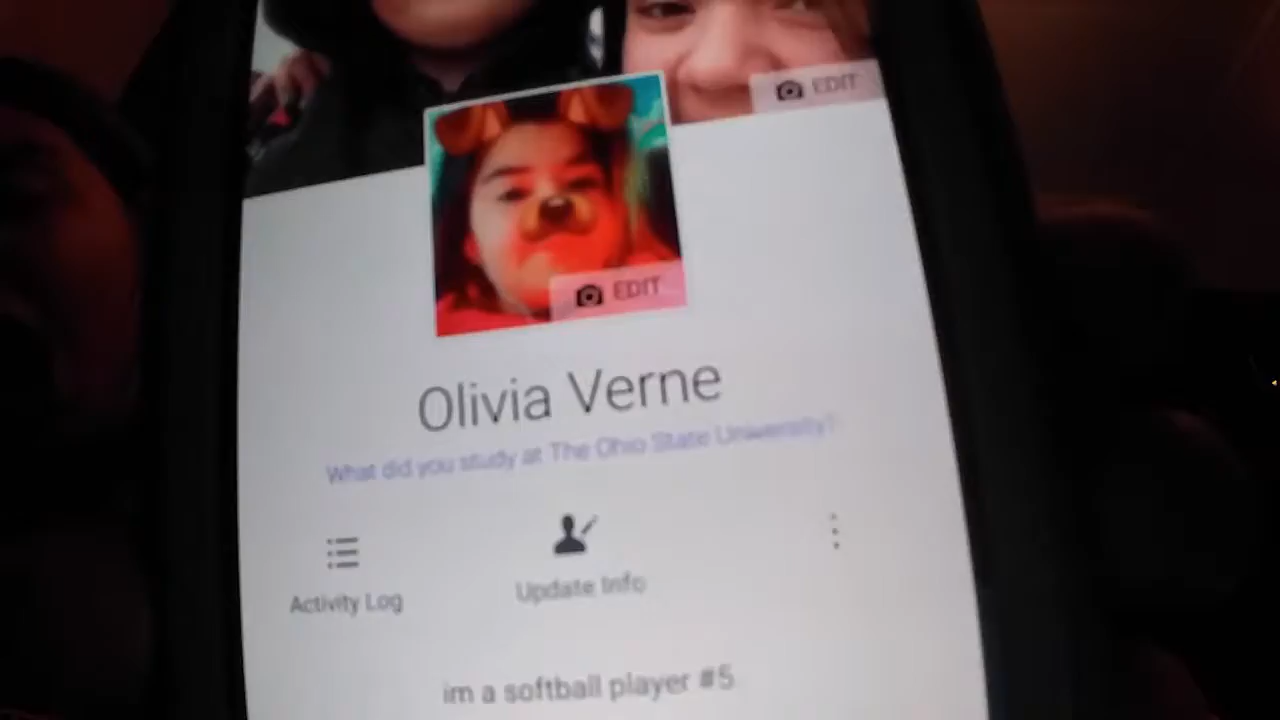 EDIT
EDIT
Olivia Verne
What did you study at The Ohio State University?
Activity Log
Update Info
im a softball player #5